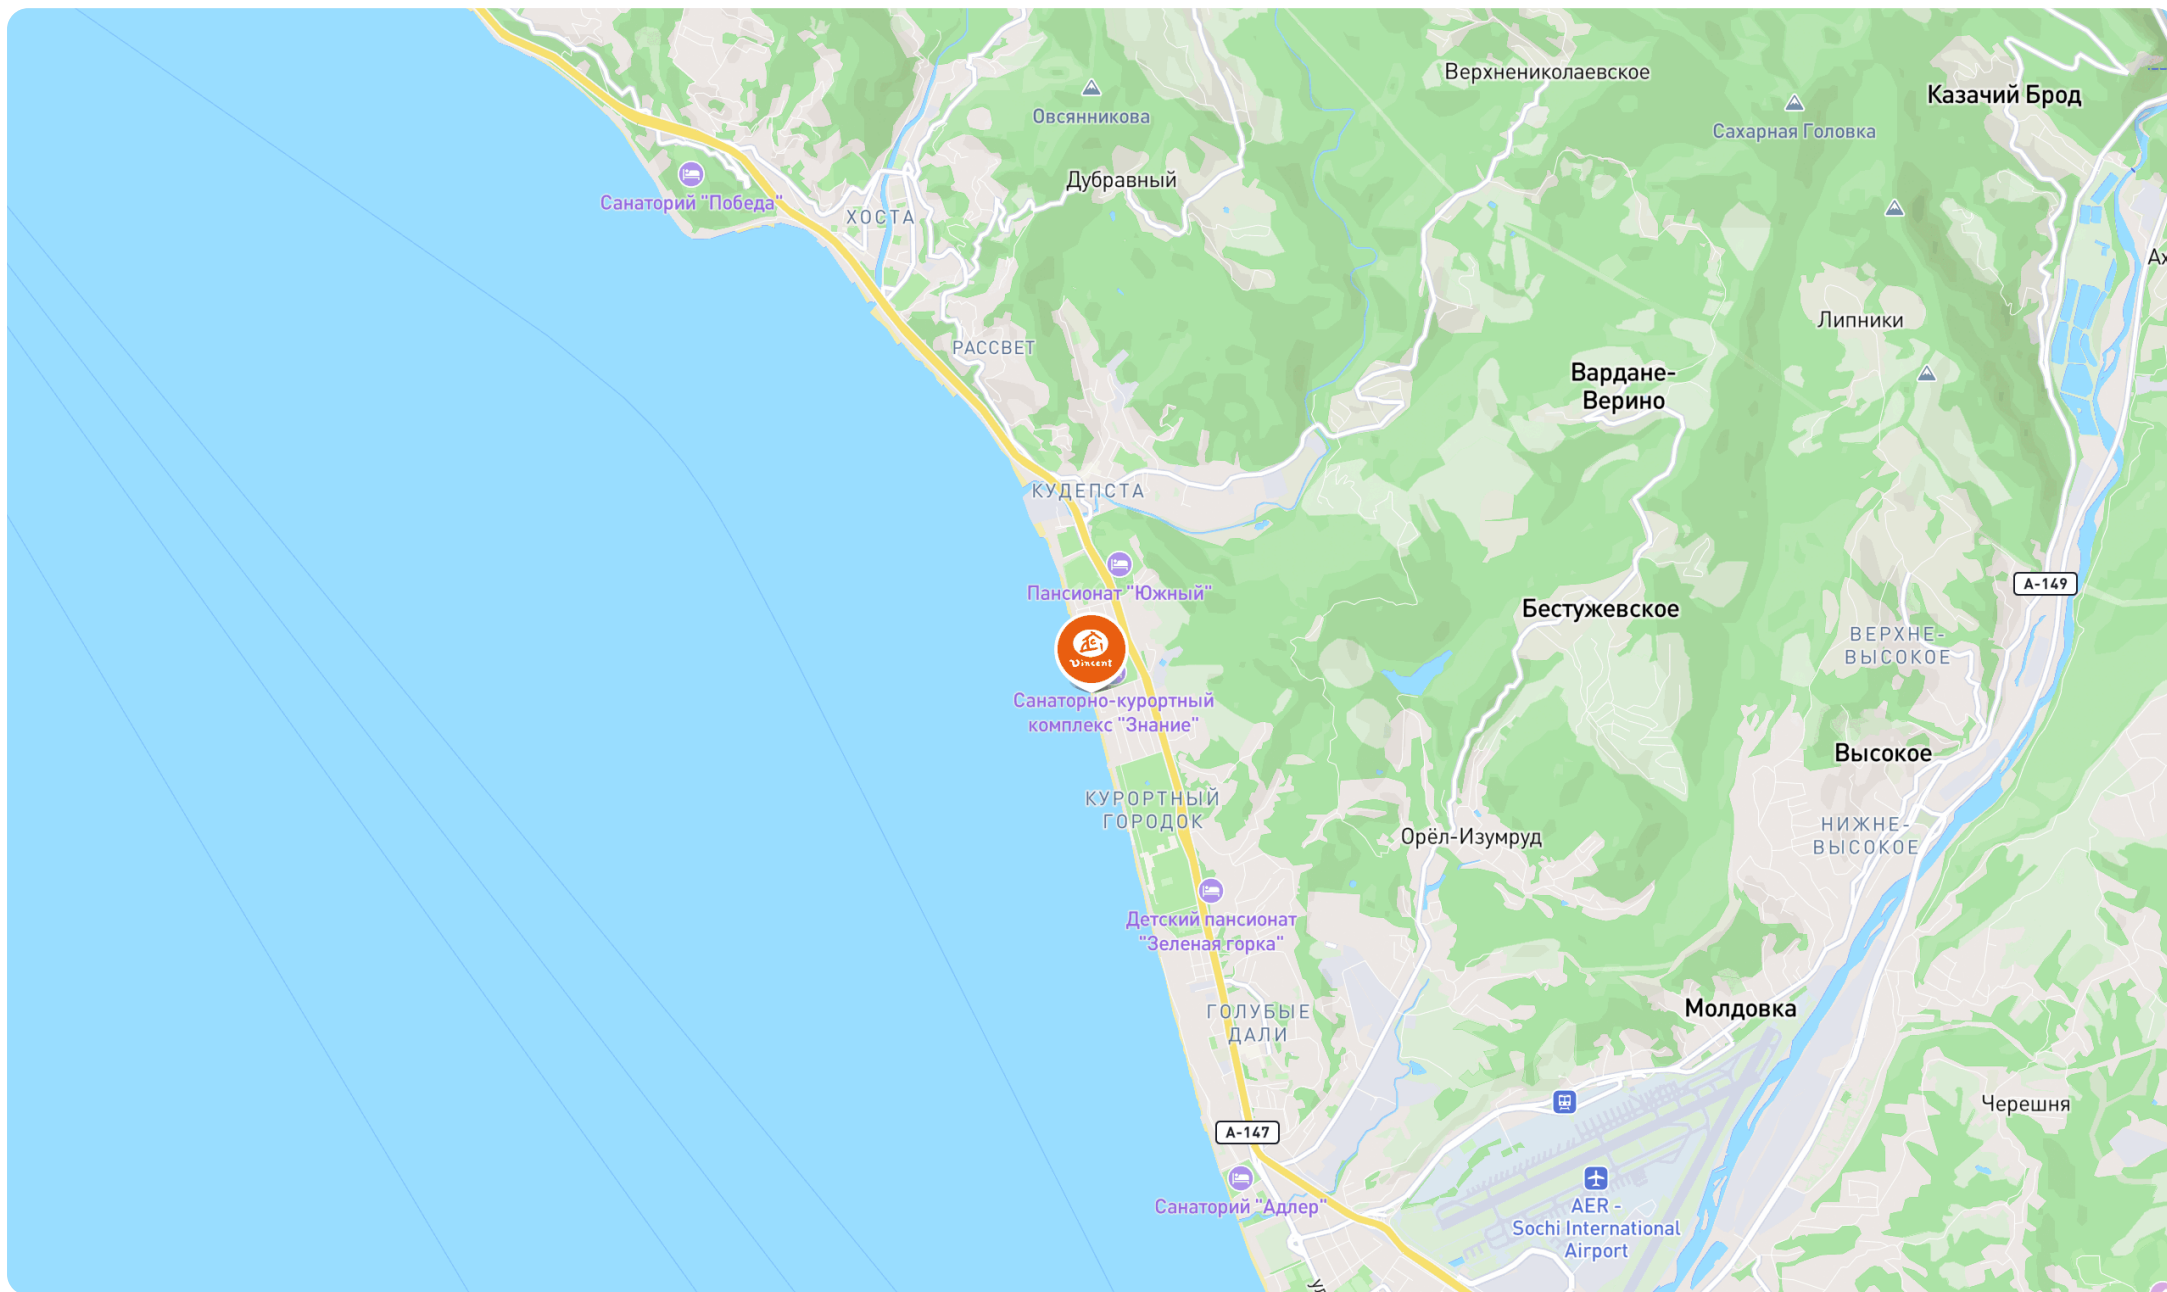 Верхнениколаевское
Казачий Брод
Овсянникова
Сахарная Головка
Дубравный
Санаторий "Победа"
ХОСТА
Липники
РАССВЕТ
Вардане-
Верино
КУДЕПСТА
А-149
Пансионат "Южный"
Бестужевское
ВЕРХНЕ-
ВЫСОКОЕ
Vincent
Санаторно-курортный
комплекс "Знание"
Высокое
КУРОРТНЫЙ
ГОРОДОК
Орёл-Изумруд
НИЖНЕ-
ВЫСОКОЕ
Детский пансионат
"Зеленая горка"
ГОЛУБЫЕ
ДАЛИ
Молдовка
Черешня
А-147
Санаторий "Адлер"
AER -
Sochi International
Airport